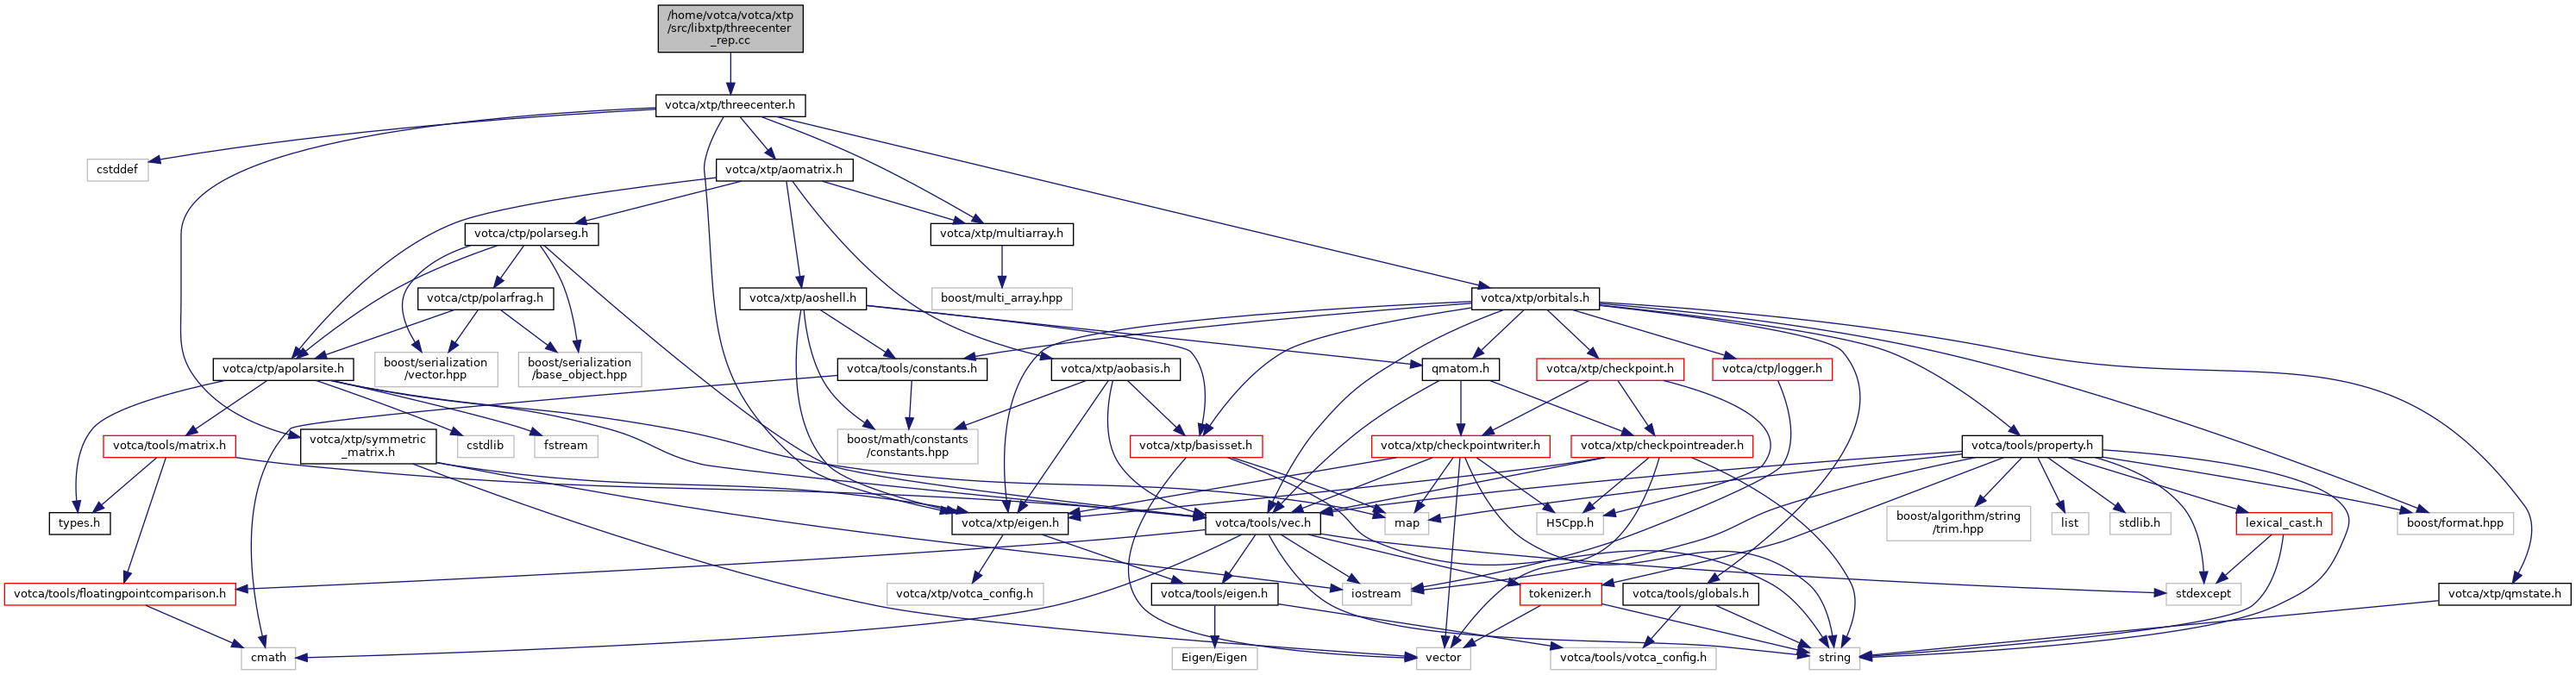 /home/votca/votca/xtp
/src/libxtp/threecenter
_rep.cc
votca/xtp/threecenter.h
cstddef
votca/xtp/aomatrix.h
votca/ctp/polarseg.h
votca/xtp/multiarray.h
votca/ctp/polarfrag.h
votca/xtp/aoshell.h
boost/multi_array.hpp
votca/xtp/orbitals.h
votca/ctp/apolarsite.h
boost/serialization
/vector.hpp
boost/serialization
/base_object.hpp
votca/tools/constants.h
votca/xtp/aobasis.h
qmatom.h
votca/xtp/checkpoint.h
votca/ctp/logger.h
votca/tools/matrix.h
votca/xtp/symmetric
_matrix.h
cstdlib
fstream
boost/math/constants
/constants.hpp
votca/xtp/basisset.h
votca/xtp/checkpointwriter.h
votca/xtp/checkpointreader.h
votca/tools/property.h
types.h
votca/xtp/eigen.h
votca/tools/vec.h
map
H5Cpp.h
boost/algorithm/string
/trim.hpp
list
stdlib.h
lexical_cast.h
boost/format.hpp
votca/tools/floatingpointcomparison.h
votca/xtp/votca_config.h
votca/tools/eigen.h
iostream
tokenizer.h
votca/tools/globals.h
stdexcept
votca/xtp/qmstate.h
cmath
Eigen/Eigen
vector
votca/tools/votca_config.h
string